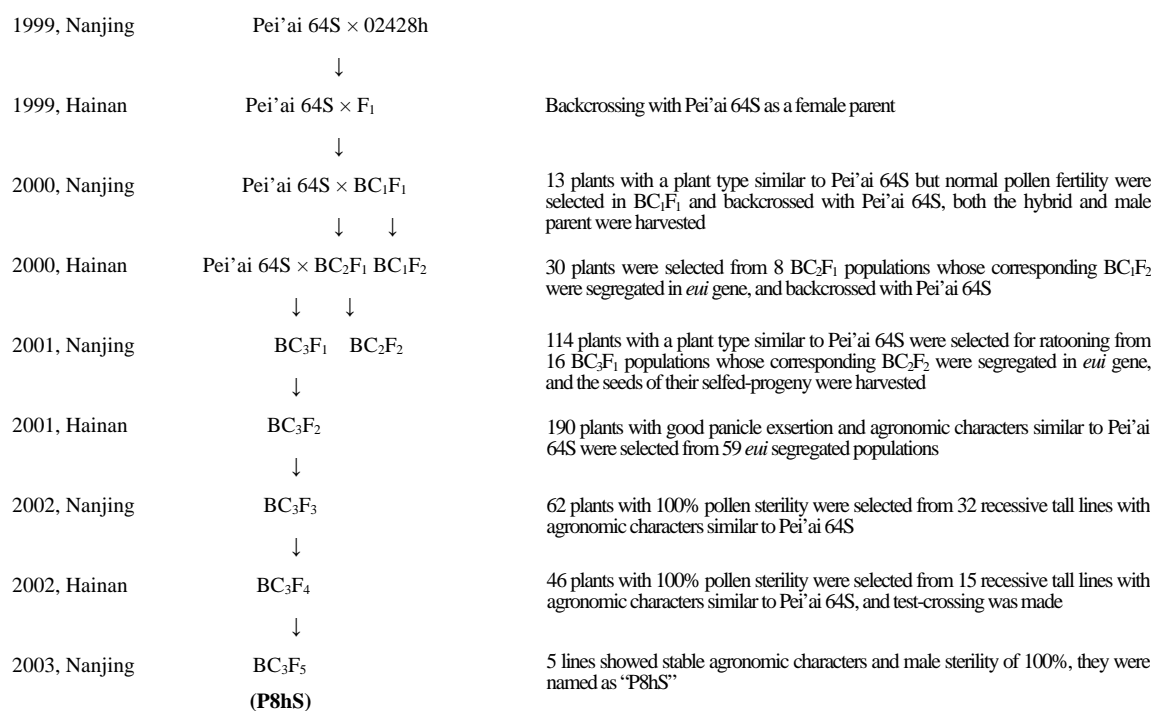 1999, Nanjing Pei'ai 64S × 02428h
↓
1999, Hainan Pei'ai 64S × F₁ Backcrossing with Pei'ai 64S as a female parent
↓
2000, Nanjing Pei'ai 64S × BC₁F₁ 13 plants with a plant type similar to Pei'ai 64S but normal pollen fertility were
selected in BC₁F₁ and backcrossed with Pei'ai 64S, both the hybrid and male
parent were harvested
↓ ↓
2000, Hainan Pei'ai 64S × BC₂F₁ BC₁F₂ 30 plants were selected from 8 BC₂F₁ populations whose corresponding BC₁F₂
were segregated in eui gene, and backcrossed with Pei'ai 64S
↓ ↓
2001, Nanjing BC₃F₁ BC₂F₂ 114 plants with a plant type similar to Pei'ai 64S were selected for ratooning from
16 BC₃F₁ populations whose corresponding BC₂F₂ were segregated in eui gene,
and the seeds of their selfed-progeny were harvested
↓
2001, Hainan BC₃F₂ 190 plants with good panicle exsertion and agronomic characters similar to Pei'ai
64S were selected from 59 eui segregated populations
↓
2002, Nanjing BC₃F₃ 62 plants with 100% pollen sterility were selected from 32 recessive tall lines with
agronomic characters similar to Pei'ai 64S
↓
2002, Hainan BC₃F₄ 46 plants with 100% pollen sterility were selected from 15 recessive tall lines with
agronomic characters similar to Pei'ai 64S, and test-crossing was made
↓
2003, Nanjing BC₃F₅ 5 lines showed stable agronomic characters and male sterility of 100%, they were
named as "P8hS"
(P8hS)